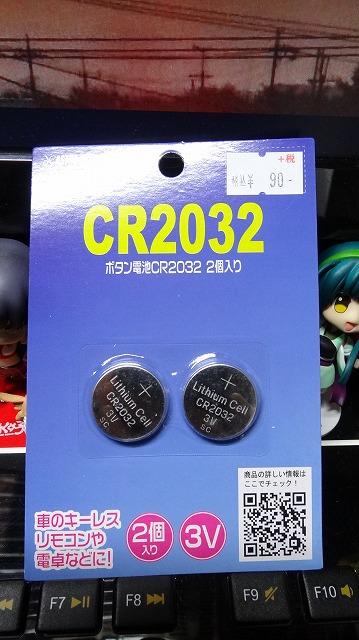 +税
税込¥ 90-
CR2032
ボタン電池CR2032 2個入り
Lithium Cell
CR2032
3V
SC
Lithium Cell
CR2032
3V
SC
車のキーレス
リモコンや
電卓などに!
2個
入り
3V
商品の詳しい情報は
ここでチェック!
F7
F8
F9
F10